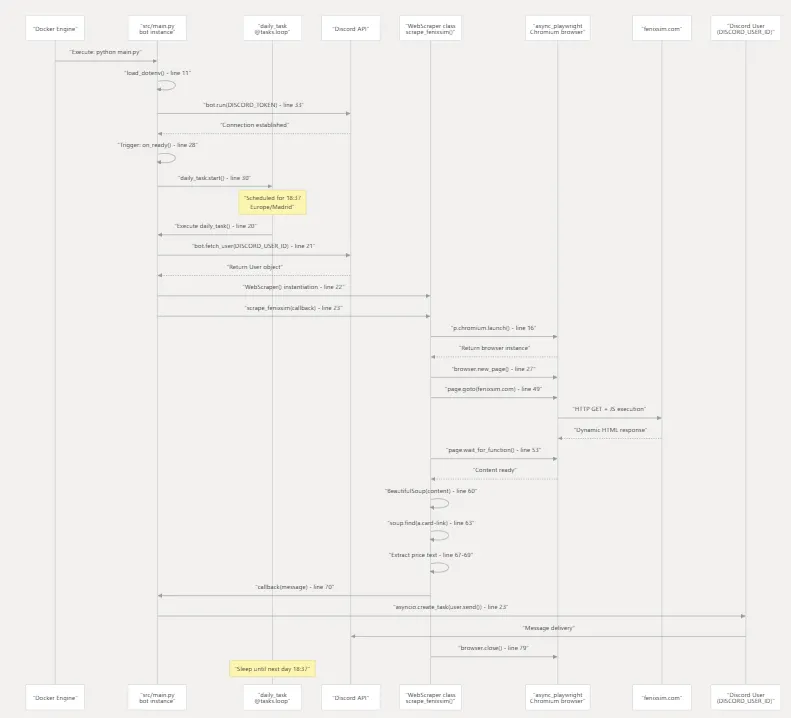 "Docker Engine"
"src/main.py
bot instance"
"daily_task
@tasks.loop"
"Discord API"
"WebScraper class
scrape_fenixsim()"
"async_playwright
Chromium browser"
"fenixsim.com"
"Discord User
(DISCORD_USER_ID)"
"Execute: python main.py"
"load_dotenv() - line 11"
"bot.run(DISCORD_TOKEN) - line 33"
"Connection established"
"Trigger: on_ready() - line 28"
"daily_task.start() - line 30"
"Scheduled for 18:37
Europe/Madrid"
"Execute daily_task() - line 20"
"bot.fetch_user(DISCORD_USER_ID) - line 21"
"Return User object"
"WebScraper() instantiation - line 22"
"scrape_fenixsim(callback) - line 23"
"p.chromium.launch() - line 16"
"Return browser instance"
"browser.new_page() - line 27"
"page.goto(fenixsim.com) - line 49"
"HTTP GET + JS execution"
"Dynamic HTML response"
"page.wait_for_function() - line 53"
"Content ready"
"BeautifulSoup(content) - line 60"
"soup.find(a.card-link) - line 63"
"Extract price text - line 67-69"
"callback(message) - line 70"
"asyncio.create_task(user.send()) - line 23"
"Message delivery"
"browser.close() - line 79"
"Sleep until next day 18:37"
"Docker Engine"
"src/main.py
bot instance"
"daily_task
@tasks.loop"
"Discord API"
"WebScraper class
scrape_fenixsim()"
"async_playwright
Chromium browser"
"fenixsim.com"
"Discord User
(DISCORD_USER_ID)"